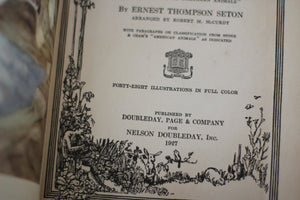 By ERNEST THOMPSON SETON
ARRANGED BY ROBERT H. McCURDY
WITH PARAGRAPHS ON CLASSIFICATION FROM STONE
& CRAM'S "AMERICAN ANIMALS" AS INDICATED
FORTY-EIGHT ILLUSTRATIONS IN FULL COLOR
PUBLISHED BY
DOUBLEDAY, PAGE & COMPANY
FOR
NELSON DOUBLEDAY, Inc.
1927